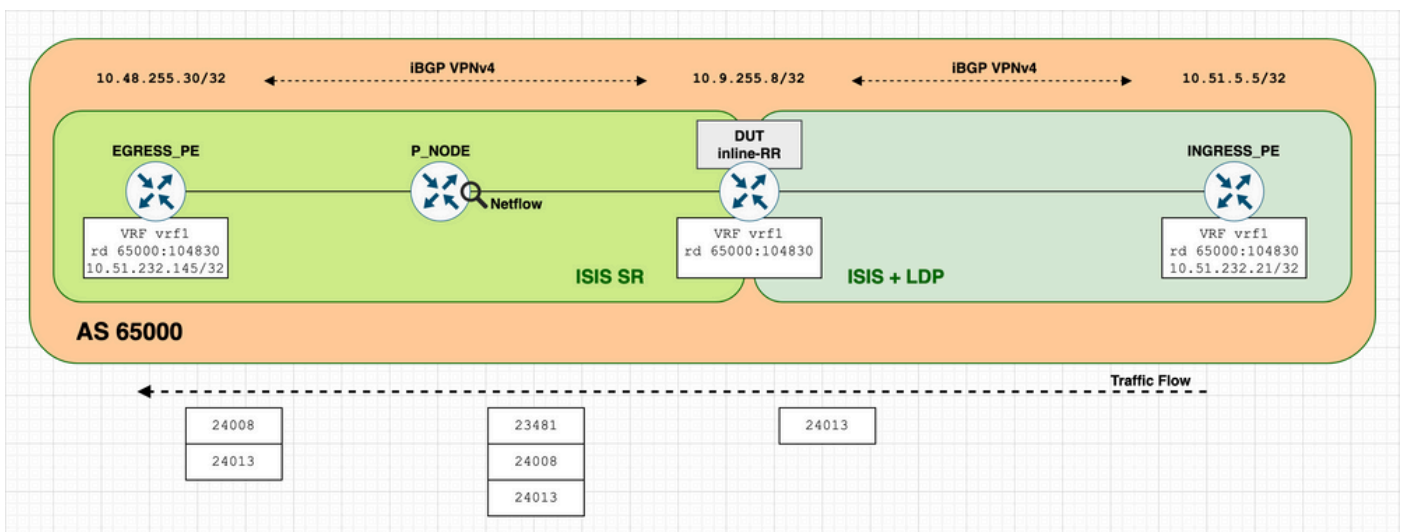 10.48.255.30/32
iBGP VPNv4
10.9.255.8/32
iBGP VPNv4
10.51.5.5/32
EGRESS_PE
P_NODE
DUT
inline-RR
INGRESS_PE
Netflow
VRF vrf1
rd 65000:104830
10.51.232.145/32
VRF vrf1
rd 65000:104830
VRF vrf1
rd 65000:104830
10.51.232.21/32
ISIS SR
ISIS + LDP
AS 65000
Traffic Flow
24008
24013
23481
24008
24013
24013